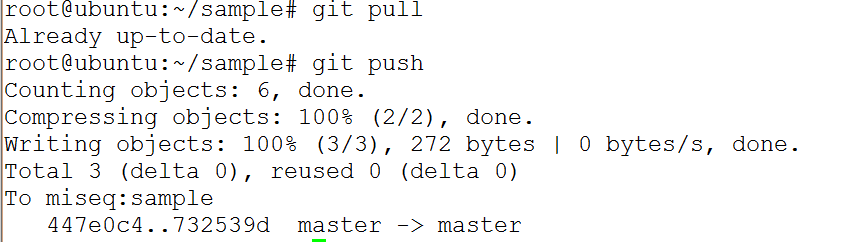 root@ubuntu:~/sample# git pull
Already up-to-date.
root@ubuntu:~/sample# git push
Counting objects: 6, done.
Compressing objects: 100% (2/2), done.
Writing objects: 100% (3/3), 272 bytes | 0 bytes/s, done.
Total 3 (delta 0), reused 0 (delta 0)
To miseq:sample
   447e0c4..732539d  master -> master